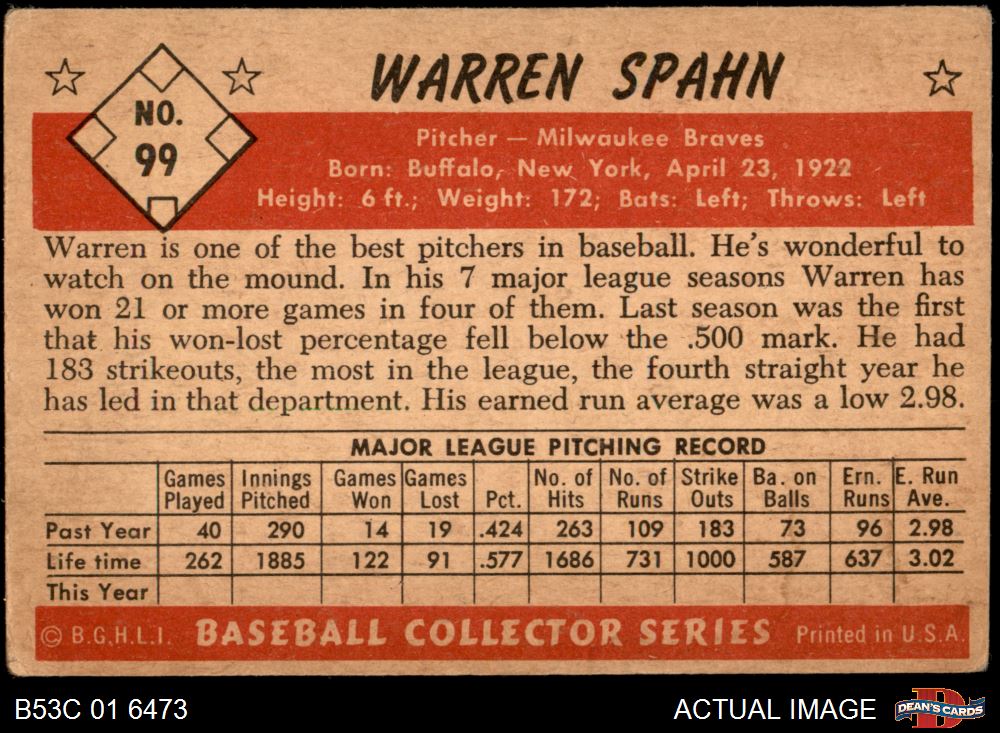 WARREN SPAHN
NO.
99
Pitcher — Milwaukee Braves
Born: Buffalo, New York, April 23, 1922
Height: 6 ft.; Weight: 172; Bats: Left; Throws: Left
Warren is one of the best pitchers in baseball. He's wonderful to
watch on the mound. In his 7 major league seasons Warren has
won 21 or more games in four of them. Last season was the first
that his won-lost percentage fell below the .500 mark. He had
183 strikeouts, the most in the league, the fourth straight year he
has led in that department. His earned run average was a low 2.98.
MAJOR LEAGUE PITCHING RECORD
Games Innings Games Games No. of No. of Strike Ba. on Ern. E. Run
Played Pitched Won Lost Pct. Hits Runs Outs Balls Runs Ave.
Past Year 40 290 14 19 .424 263 109 183 73 96 2.98
Life time 262 1885 122 91 .577 1686 731 1000 587 637 3.02
This Year
© B.G.H.L.I. BASEBALL COLLECTOR SERIES Printed in U.S.A.
B53C 01 6473 ACTUAL IMAGE DEAN'S CARDS